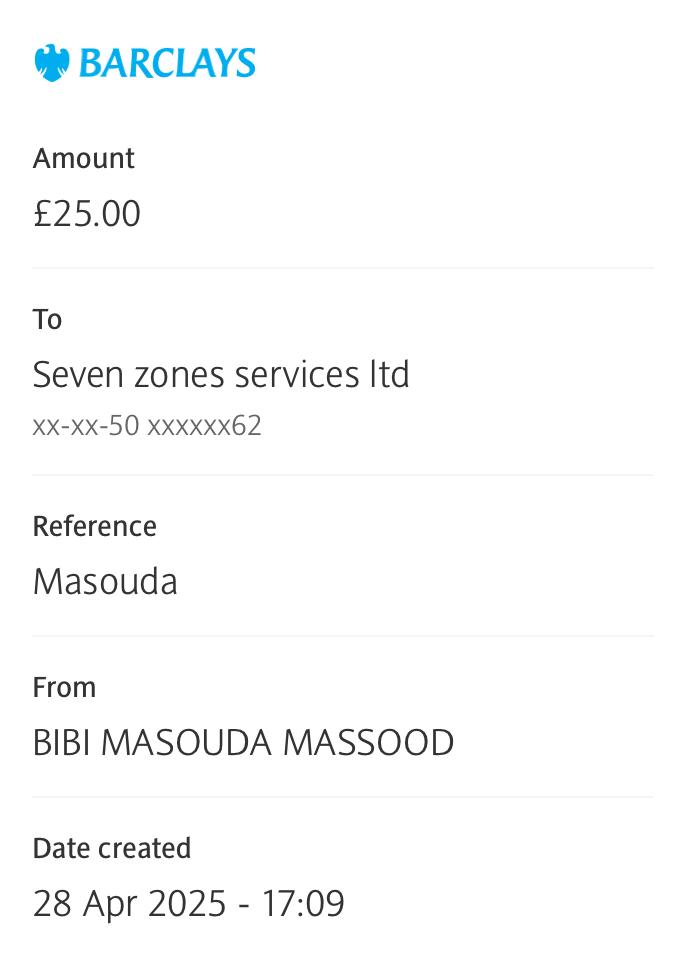 BARCLAYS
Amount
£25.00
To
Seven zones services ltd
xx-xx-50 xxxxxx62
Reference
Masouda
From
BIBI MASOUDA MASSOOD
Date created
28 Apr 2025 - 17:09